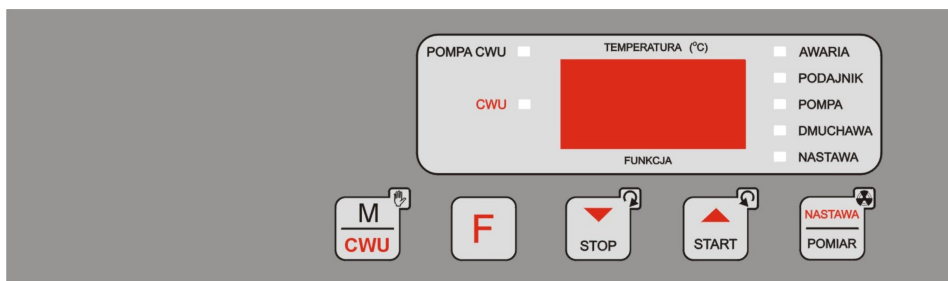 POMPA CWU
CWU
TEMPERATURA (°C)
FUNKCJA
AWARIA
PODAJNIK
POMPA
DMUCHAWA
NASTAWA
M
CWU
F
STOP
START
NASTAWA
POMIAR